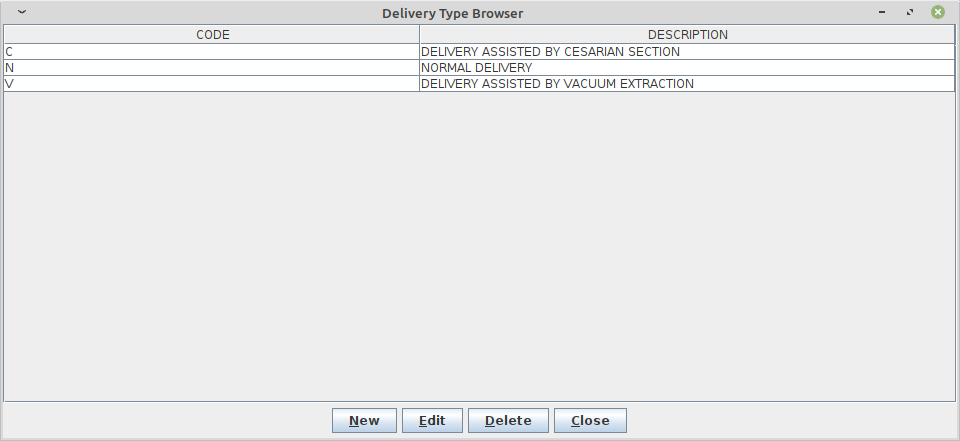 Delivery Type Browser
CODE DESCRIPTION
C DELIVERY ASSISTED BY CESARIAN SECTION
N NORMAL DELIVERY
V DELIVERY ASSISTED BY VACUUM EXTRACTION
New Edit Delete Close